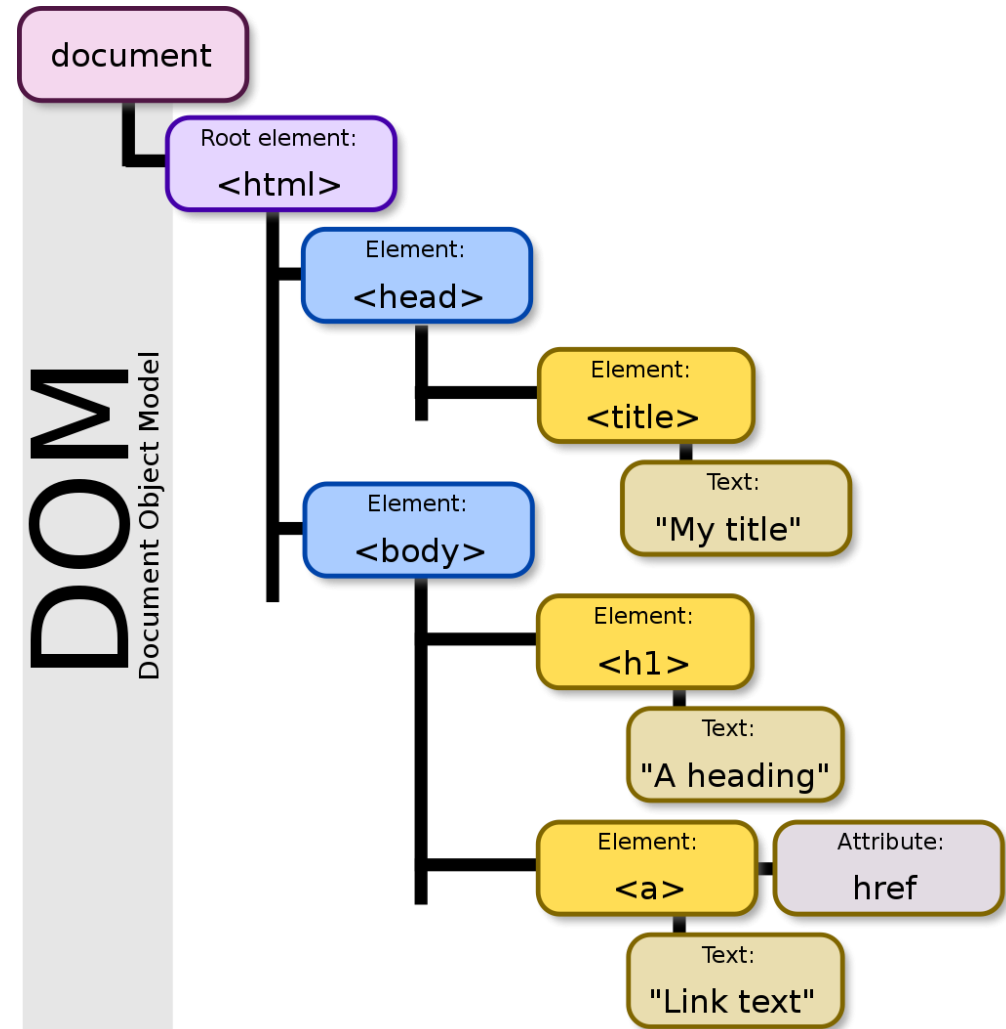 document
Root element:
<html>
Element:
<head>
Element:
<title>
Text:
"My title"
Element:
<body>
Element:
<h1>
Text:
"A heading"
Element:
<a>
Attribute:
href
Text:
"Link text"
DOM
Document Object Model